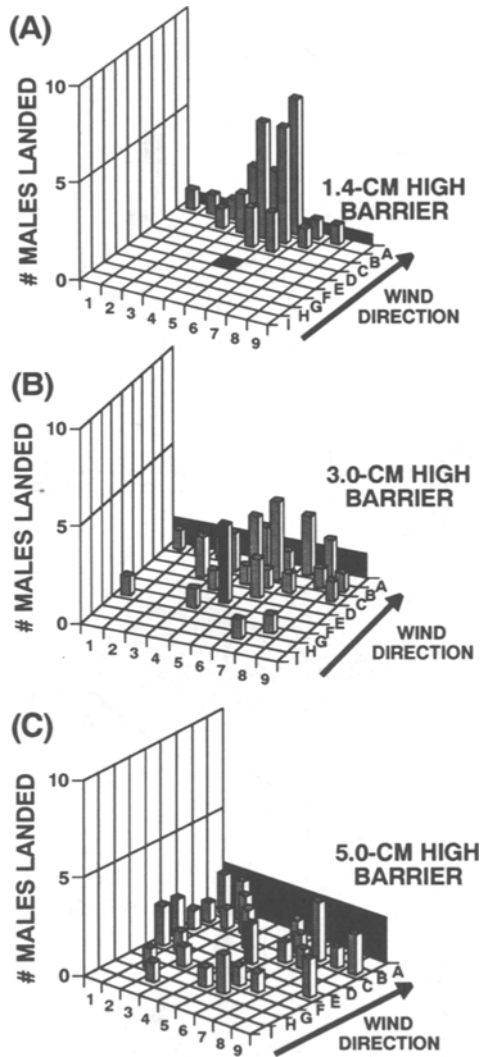 (A)
10
5
0
# MALES LANDED
1.4-CM HIGH
BARRIER
1 2 3 4 5 6 7 8 9
I H G F E D C B A
WIND
DIRECTION
(B)
10
5
0
# MALES LANDED
3.0-CM HIGH
BARRIER
1 2 3 4 5 6 7 8 9
I H G F E D C B A
WIND
DIRECTION
(C)
10
5
0
# MALES LANDED
5.0-CM HIGH
BARRIER
1 2 3 4 5 6 7 8 9
I H G F E D C B A
WIND
DIRECTION